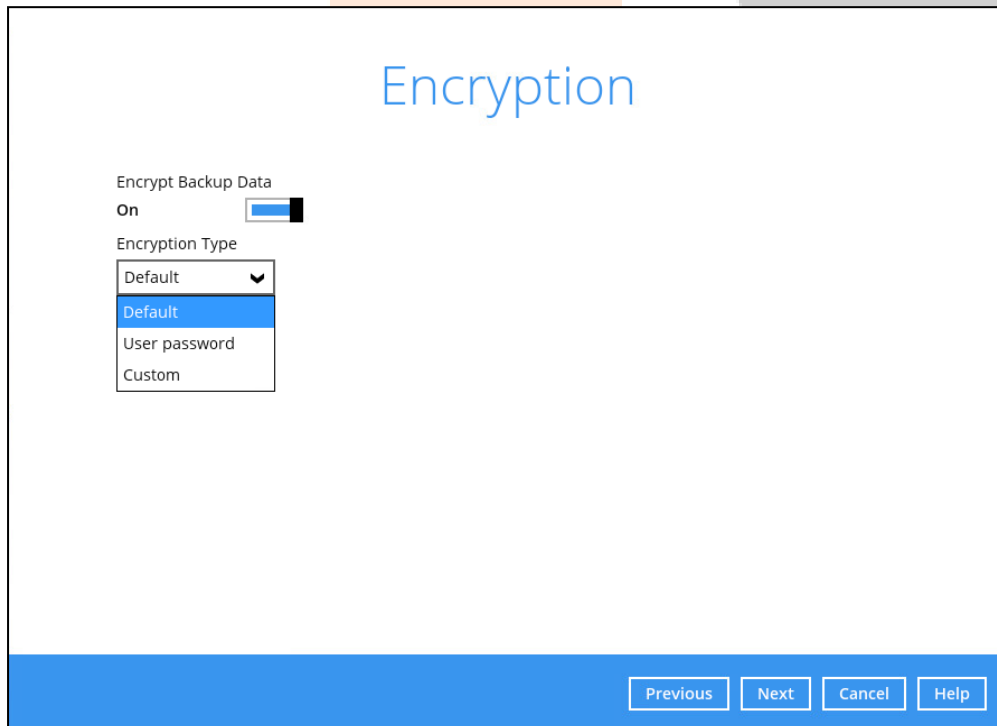 Encryption
Encrypt Backup Data
On
Encryption Type
Default
Default
User password
Custom
Previous Next Cancel Help